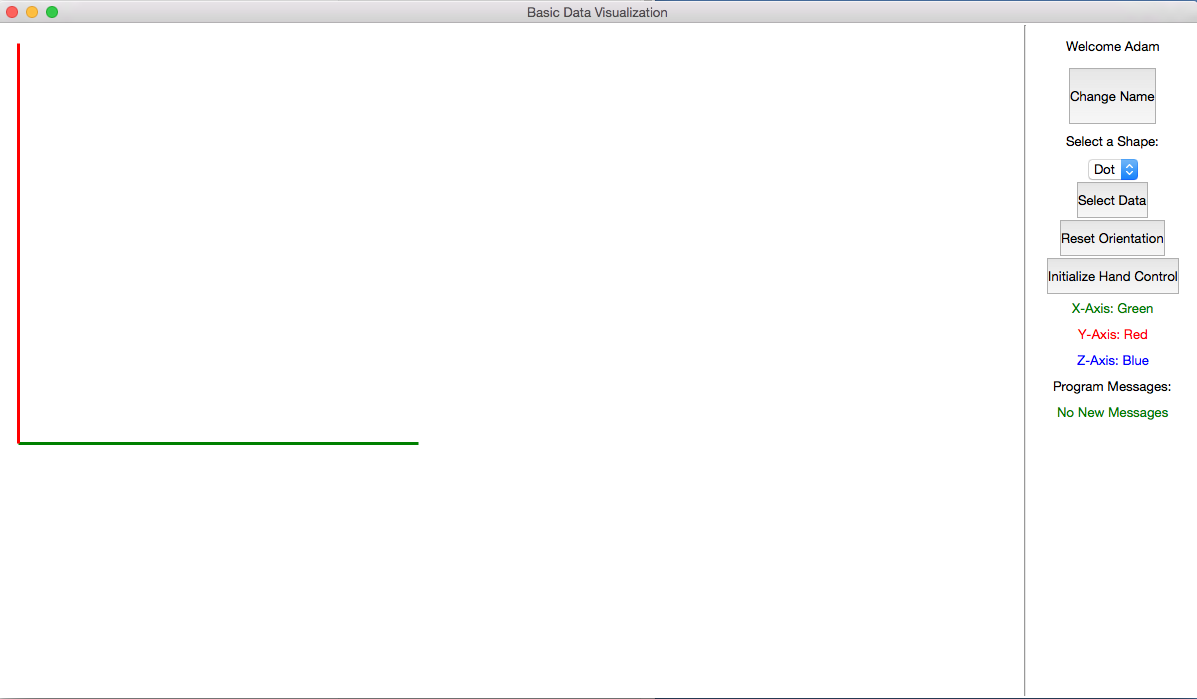 Basic Data Visualization
Welcome Adam
Change Name
Select a Shape:
Dot
Select Data
Reset Orientation
Initialize Hand Control
X-Axis: Green
Y-Axis: Red
Z-Axis: Blue
Program Messages:
No New Messages